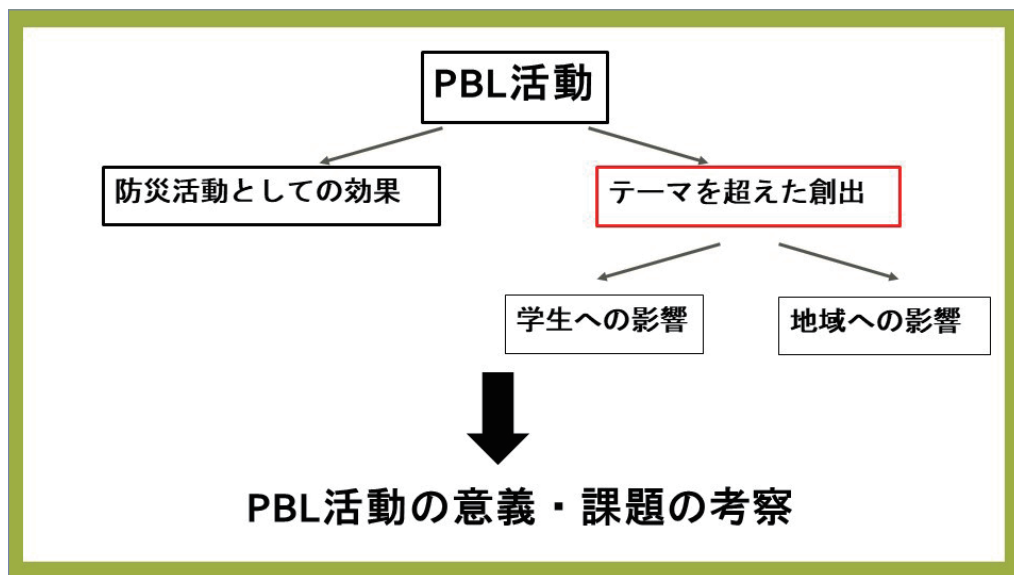 PBL活動
防災活動としての効果
テーマを超えた創出
学生への影響
地域への影響
PBL活動の意義・課題の考察